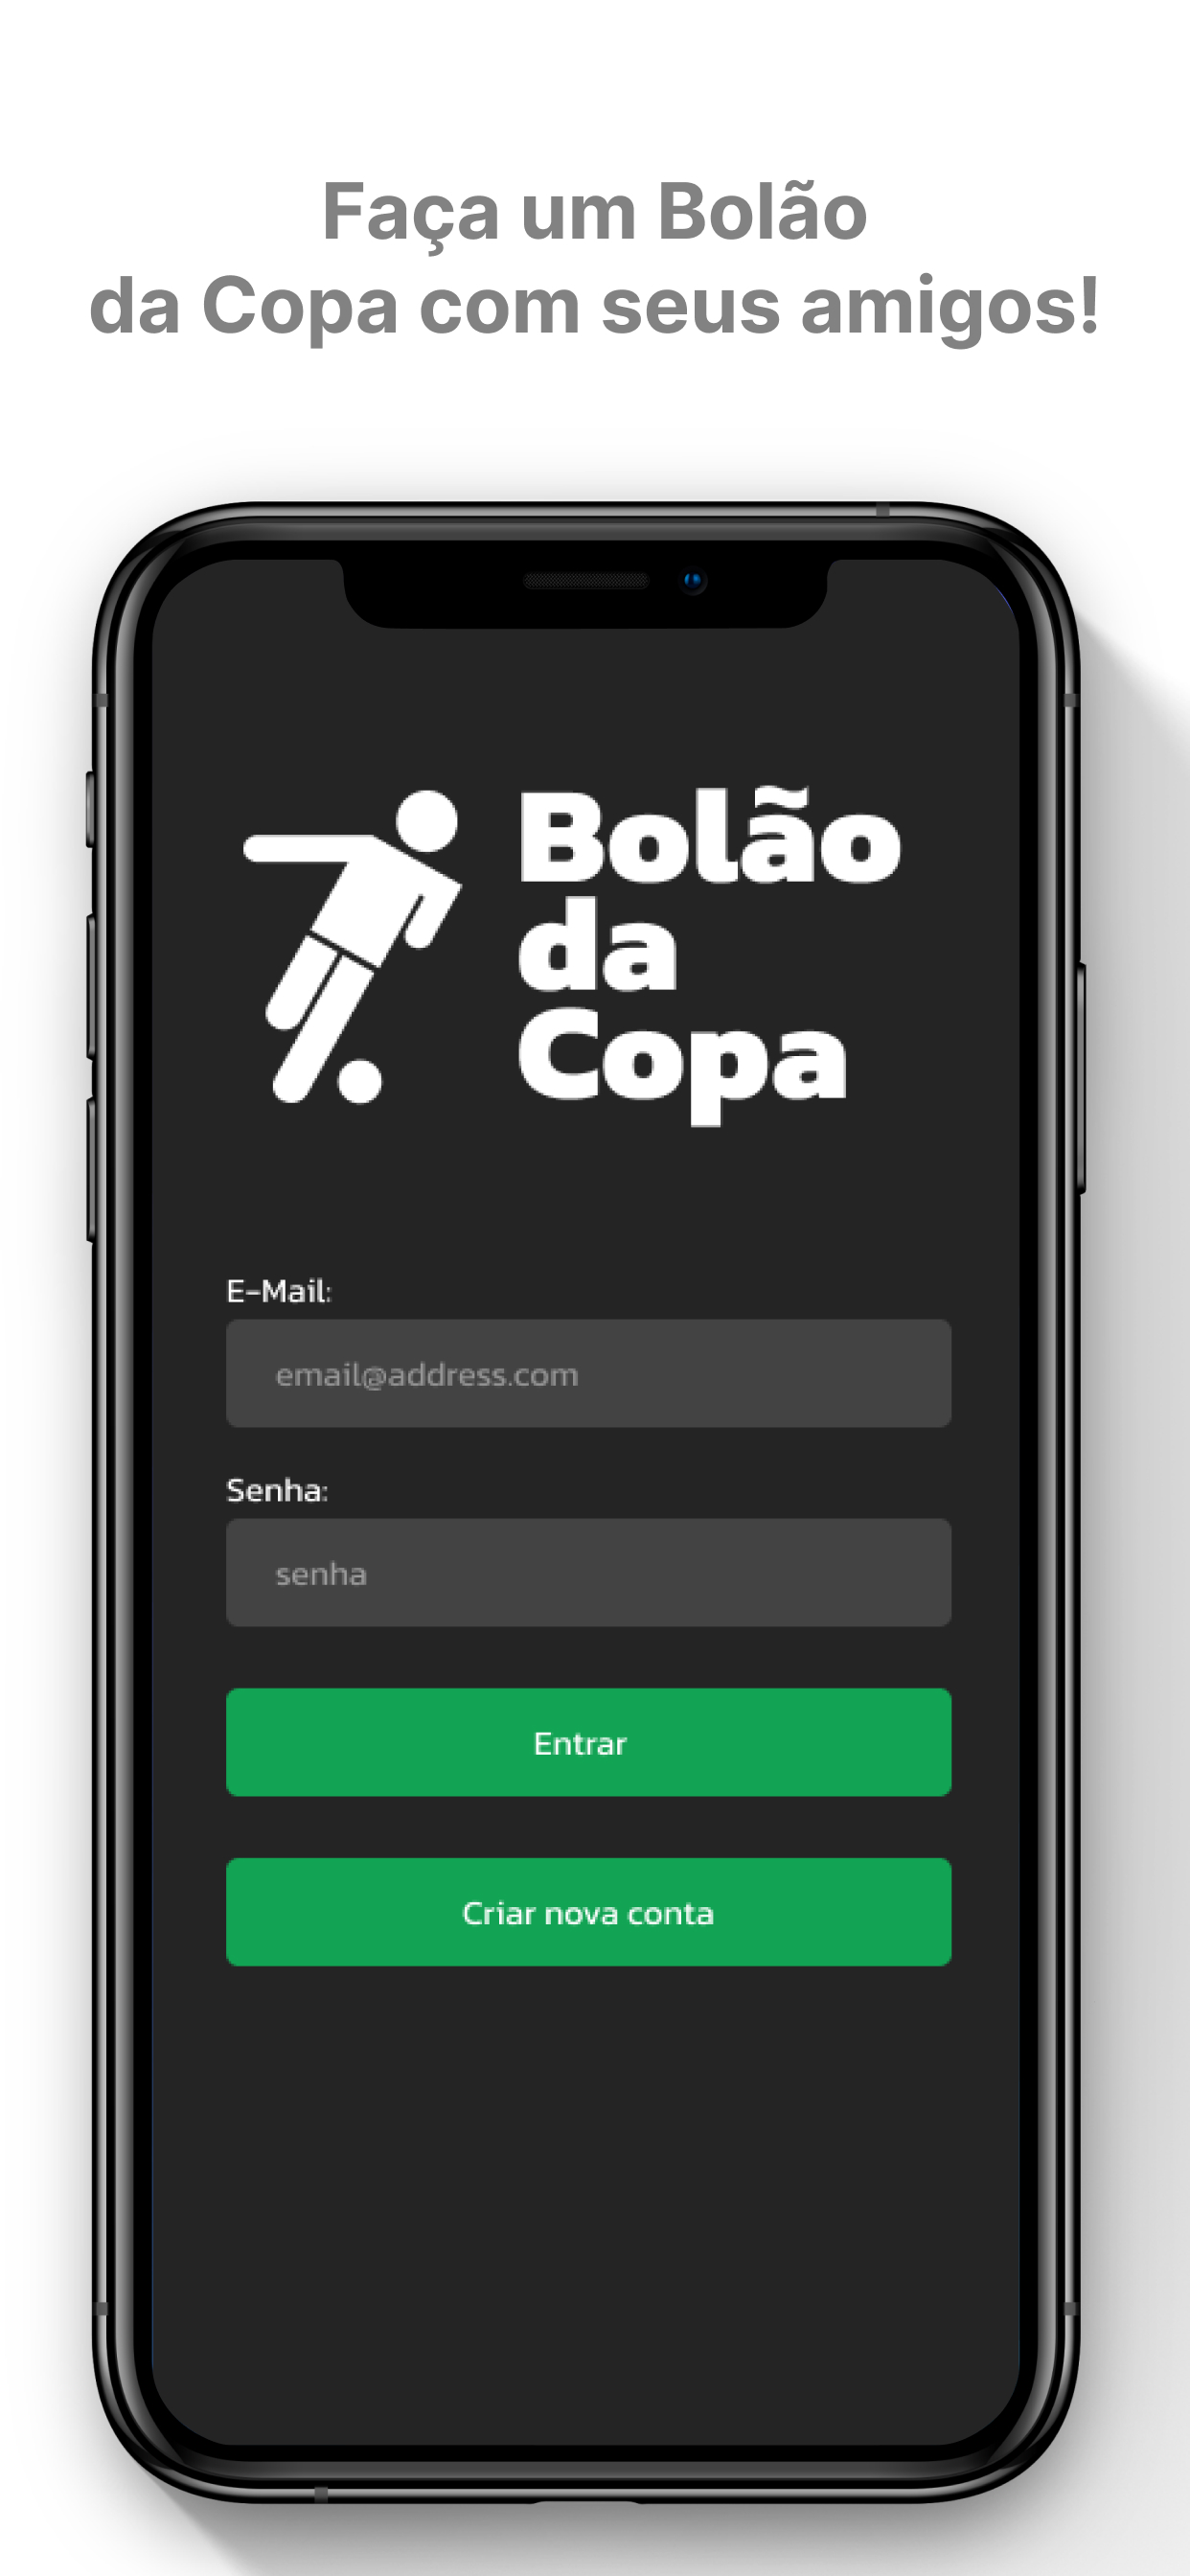 Faça um Bolão
da Copa com seus amigos!
Bolão
da
Copa
E-Mail:
email@address.com
Senha:
senha
Entrar
Criar nova conta